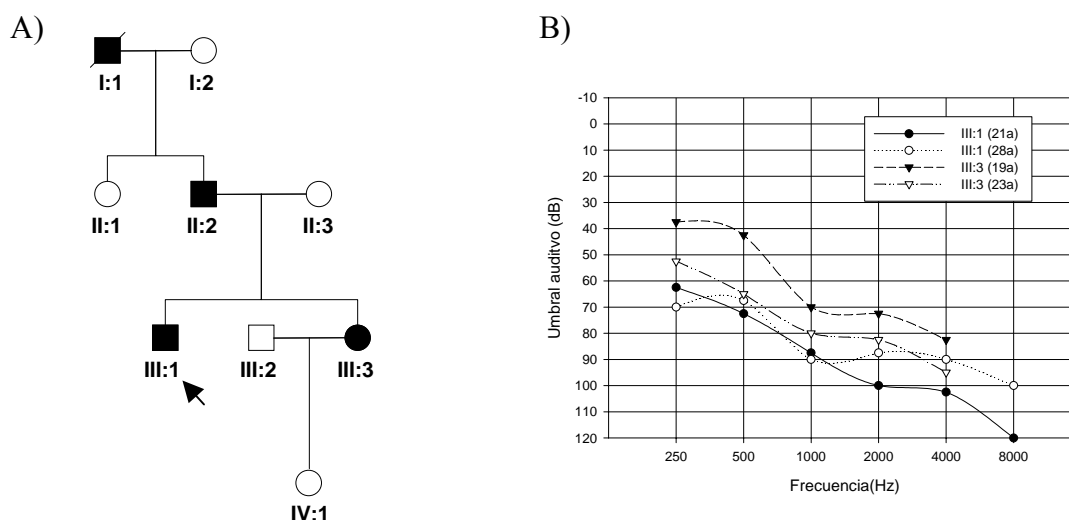 A)
I:1
I:2
II:1
II:2
II:3
III:1
III:2
III:3
IV:1
B)
-10
0
10
20
30
40
50
60
70
80
90
100
110
120
Umbral auditvo (dB)
III:1 (21a)
III:1 (28a)
III:3 (19a)
III:3 (23a)
250
500
1000
2000
4000
8000
Frecuencia(Hz)